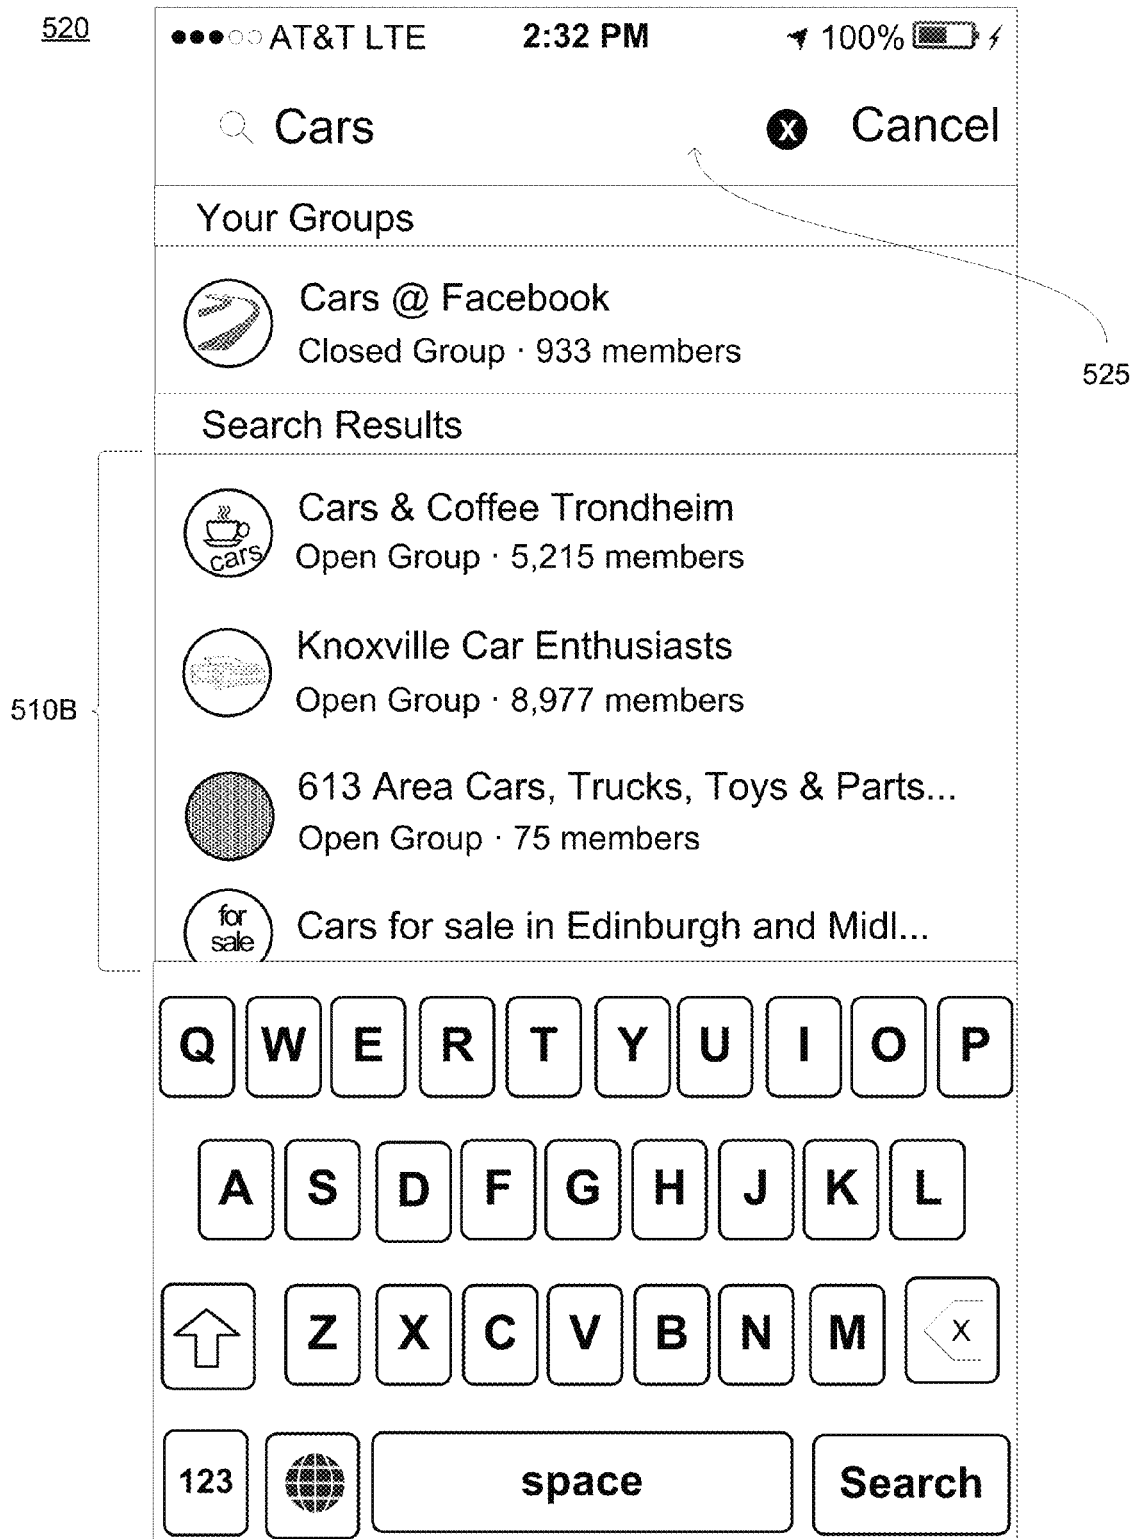 520
AT&T LTE 2:32 PM 100%
Cars X Cancel
Your Groups
Cars @ Facebook
Closed Group · 933 members
525
Search Results
Cars & Coffee Trondheim
cars
Open Group · 5,215 members
Knoxville Car Enthusiasts
510B
Open Group · 8,977 members
613 Area Cars, Trucks, Toys & Parts...
Open Group · 75 members
for
sale
Cars for sale in Edinburgh and Midl...
Q W E R T Y U I O P
A S D F G H J K L
Z X C V B N M X
123 space Search